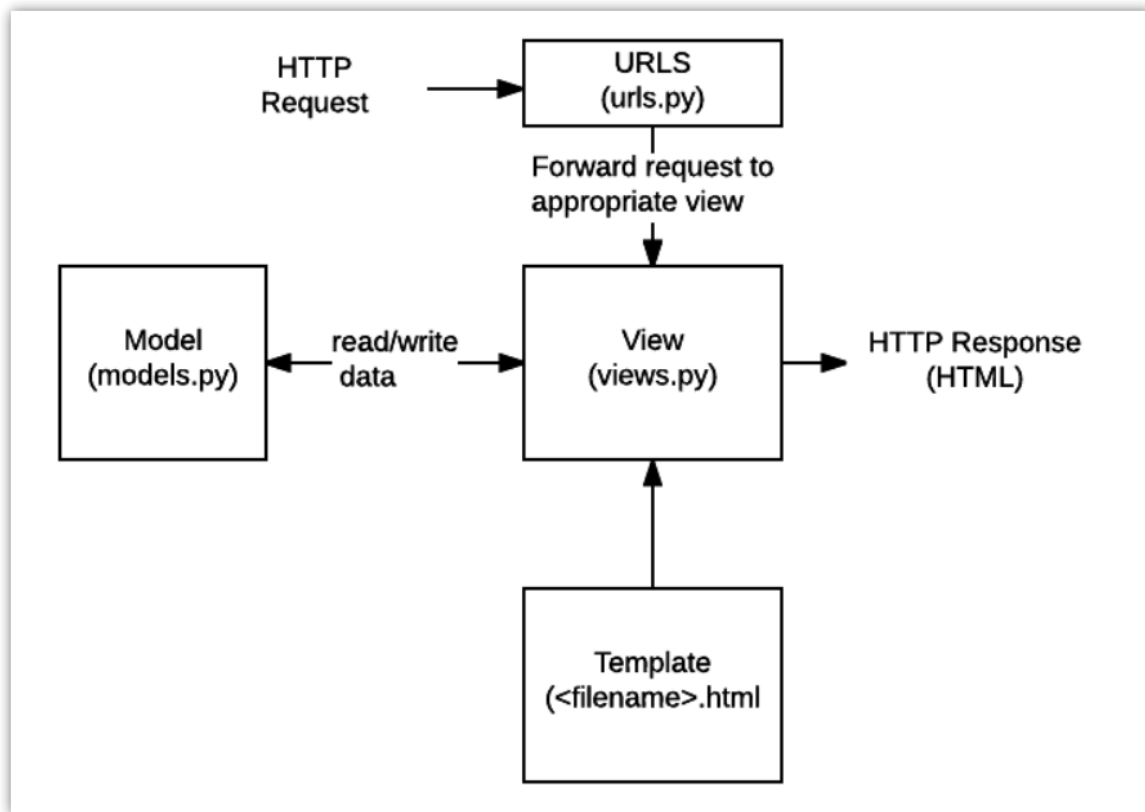 HTTP
Request
URLS
(urls.py)
Forward request to
appropriate view
Model
(models.py)
read/write
data
View
(views.py)
HTTP Response
(HTML)
Template
(<filename>.html